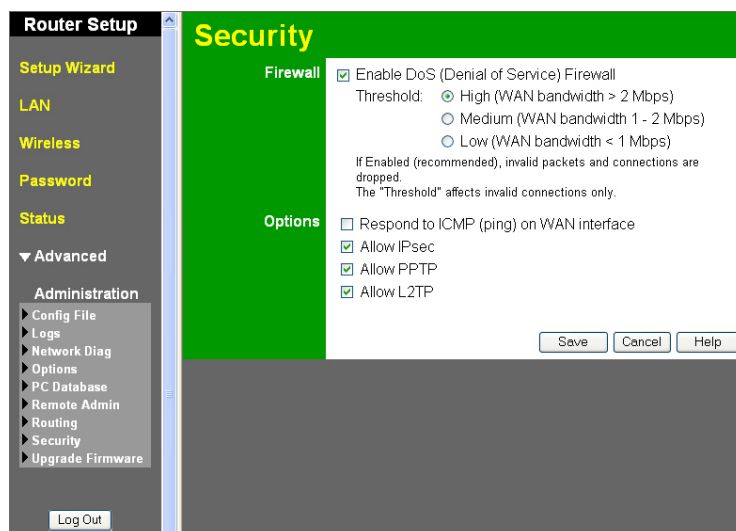 Router Setup
Setup Wizard
LAN
Wireless
Password
Status
Advanced
Administration
Config File
Logs
Network Diag
Options
PC Database
Remote Admin
Routing
Security
Upgrade Firmware
Log Out
Security
Firewall
Enable DoS (Denial of Service) Firewall
Threshold: High (WAN bandwidth > 2 Mbps)
Medium (WAN bandwidth 1 - 2 Mbps)
Low (WAN bandwidth < 1 Mbps)
If Enabled (recommended), invalid packets and connections are
dropped.
The "Threshold" affects invalid connections only.
Options
Respond to ICMP (ping) on WAN interface
Allow IPsec
Allow PPTP
Allow L2TP
Save Cancel Help